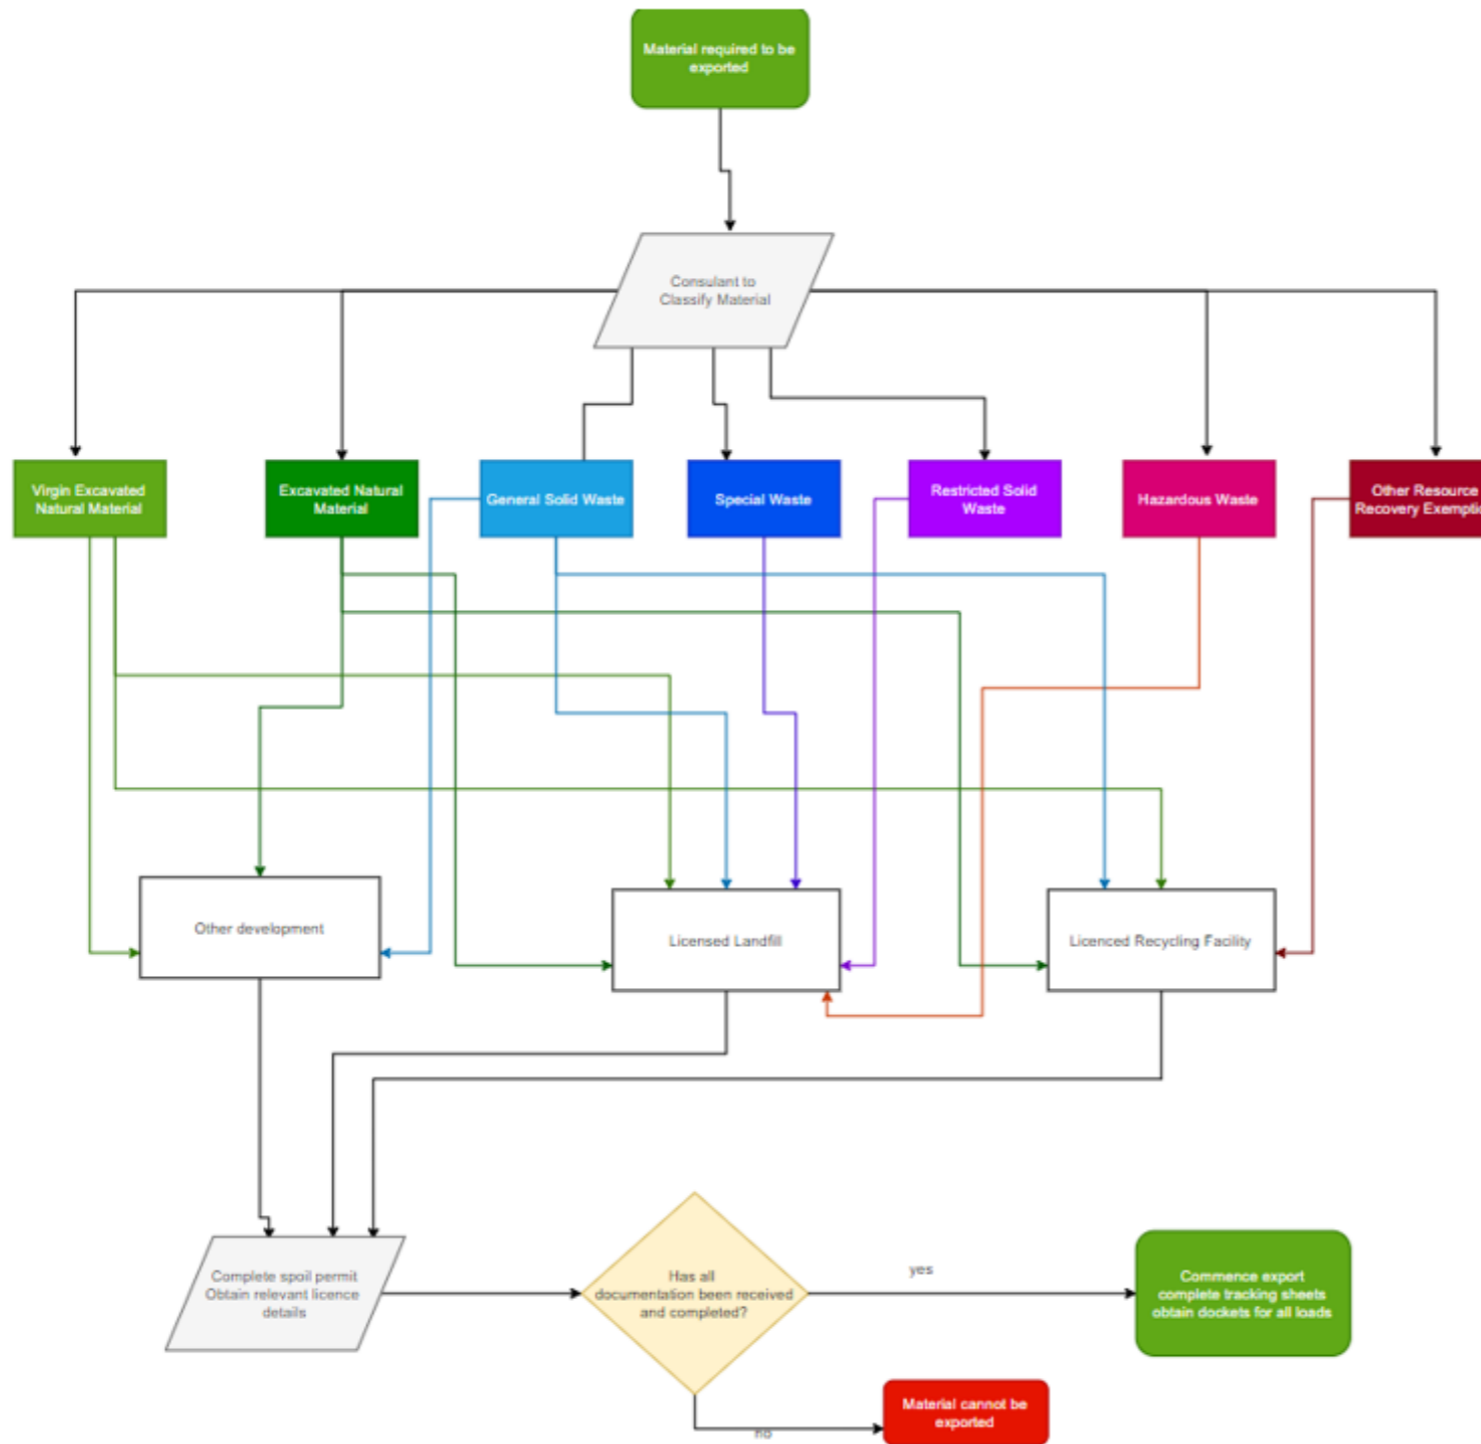 Material required to be
exported
Consulant to
Classify Material
Virgin Excavated
Natural Material
Excavated Natural
Material
General Solid Waste
Special Waste
Restricted Solid
Waste
Hazardous Waste
Other Resource
Recovery Exemptio
Other development
Licensed Landfill
Licenced Recycling Facility
Complete spoil permit
Obtain relevant licence
details
Has all
documentation been received
and completed?
yes
Commence export
complete tracking sheets
obtain dockets for all loads
no
Material cannot be
exported